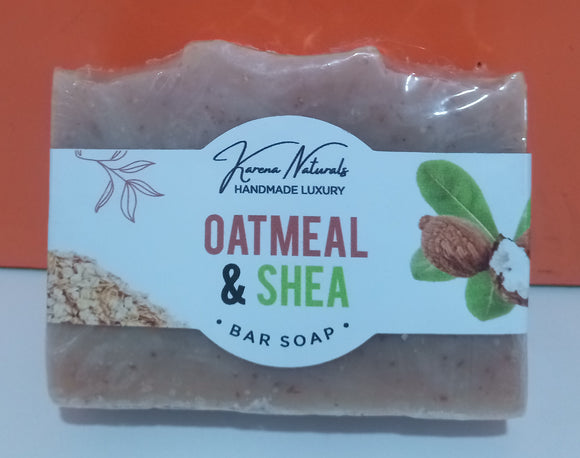 Karena Naturals
HANDMADE LUXURY
OATMEAL
& SHEA
• BAR SOAP •